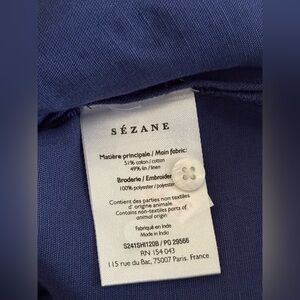 SÉZANE
Matière principale / Main fabric:
51% coton / cotton
49% lin / linen
Broderie / Embroider
100% polyester / polyester
Contient des parties non textiles
d' origine animale
Contains non-textile parts of
animal origin
Fabriqué en Inde
Made in India
S241SHI120B / PO 29566
RN 154 043
115 rue du Bac, 75007 Paris. France